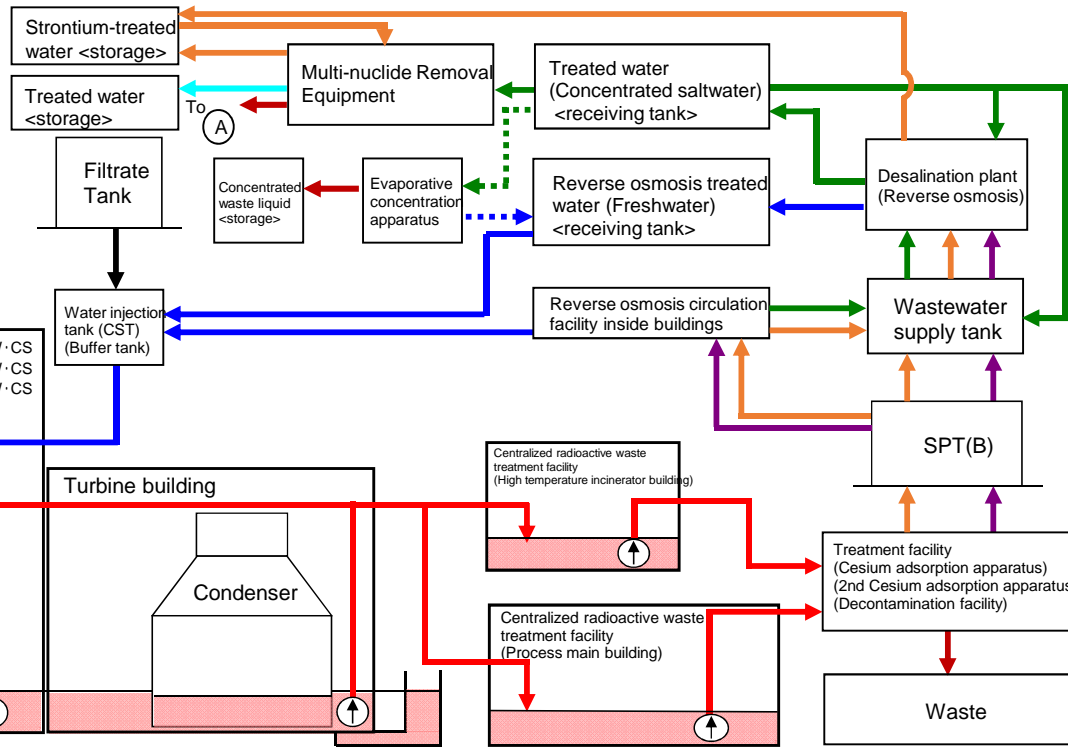 Strontium-treated
water <storage>
Treated water
<storage>
To
A
Multi-nuclide Removal
Equipment
Treated water
(Concentrated saltwater)
<receiving tank>
Filtrate
Tank
Concentrated
waste liquid
<storage>
Evaporative
concentration
apparatus
Reverse osmosis treated
water (Freshwater)
<receiving tank>
Desalination plant
(Reverse osmosis)
Water injection
tank (CST)
(Buffer tank)
Reverse osmosis circulation
facility inside buildings
Wastewater
supply tank
・CS
・CS
・CS
SPT(B)
Turbine building
Condenser
Centralized radioactive waste
treatment facility
(High temperature incinerator building)
Centralized radioactive waste
treatment facility
(Process main building)
Treatment facility
(Cesium adsorption apparatus)
(2nd Cesium adsorption apparatus
(Decontamination facility)
Waste